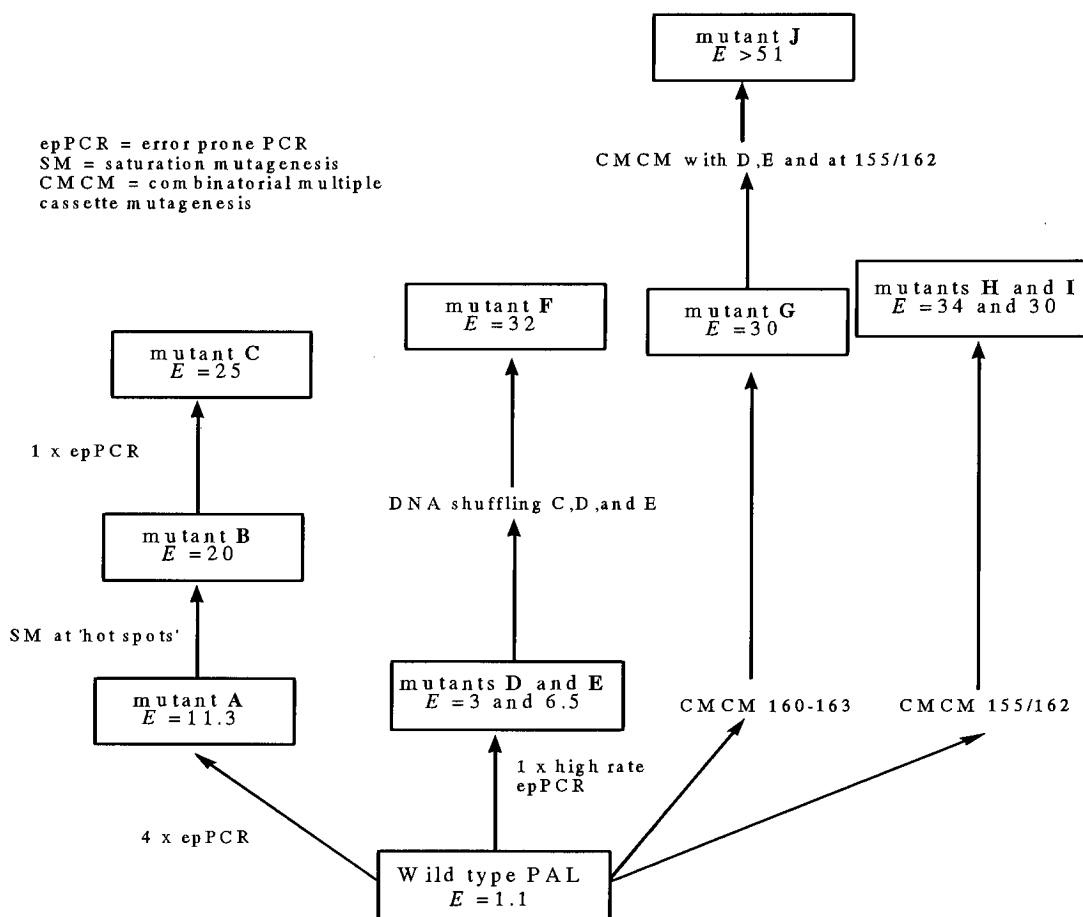 mutant J
E >51
epPCR = error prone PCR
SM = saturation mutagenesis
CMCM = combinatorial multiple
cassette mutagenesis
CMCM with D,E and at 155/162
mutant F
E =32
mutant G
E =30
mutants H and I
E =34 and 30
mutant C
E =25
1 x epPCR
DNA shuffling C,D,and E
mutant B
E =20
SM at 'hot spots'
mutant A
E =11.3
mutants D and E
E =3 and 6.5
CMCM 160-163
CMCM 155/162
1 x high rate
epPCR
4 x epPCR
Wild type PAL
E =1.1